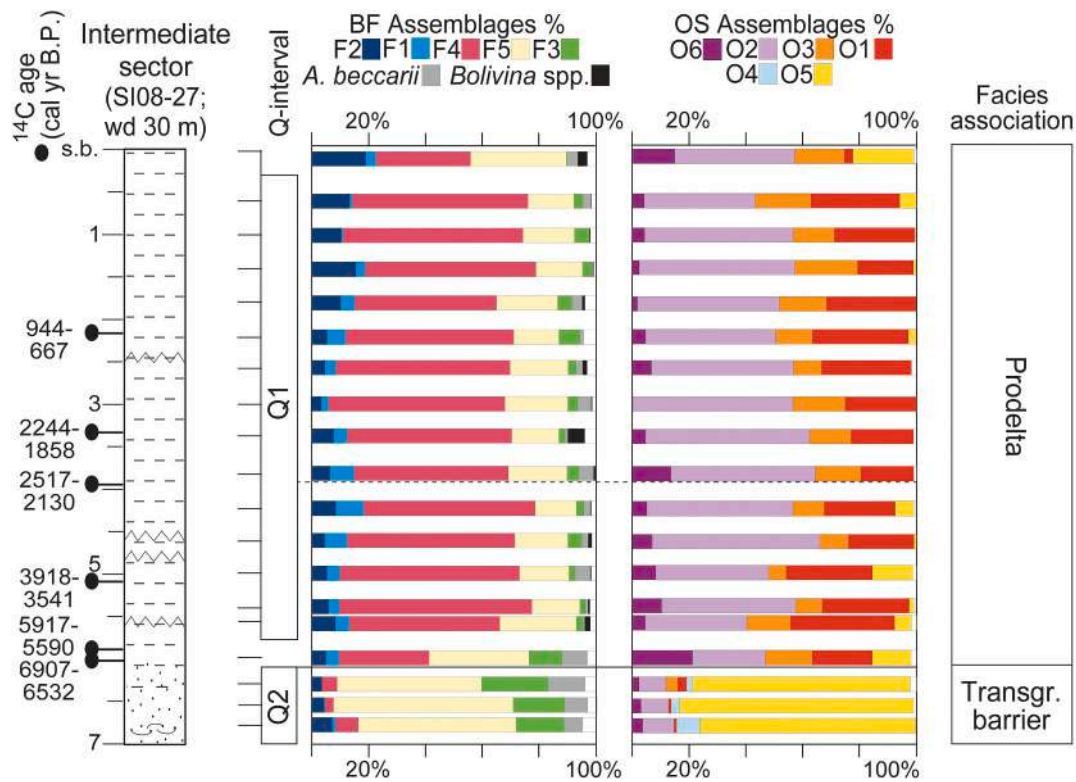 BF Assemblages %
F2 F1 F4 F5 F3
A. beccarii Bolivina spp.
OS Assemblages %
O6 O2 O3 O1
O4 O5
14C age
(cal yr B.P.)
Intermediate
sector
(SI08-27;
wd 30 m)
Q-interval
Facies
association
20% 100%
20% 100%
s.b.
1
944-
667
3
2244-
1858
2517-
2130
5
3918-
3541
5917-
5590
6907-
6532
7
Q1
Q2
Prodelta
Transgr.
barrier
20% 100%
20% 100%